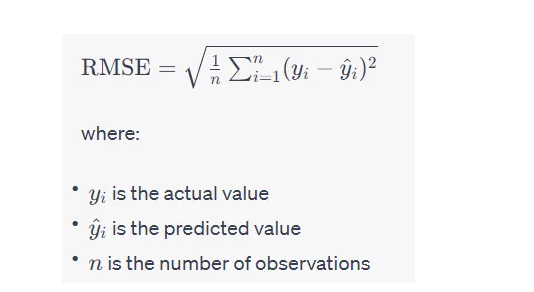 RMSE = √(1/n ∑ⁿᵢ₌₁(yᵢ − ŷᵢ)²)
where:
• yᵢ is the actual value
• ŷᵢ is the predicted value
• n is the number of observations